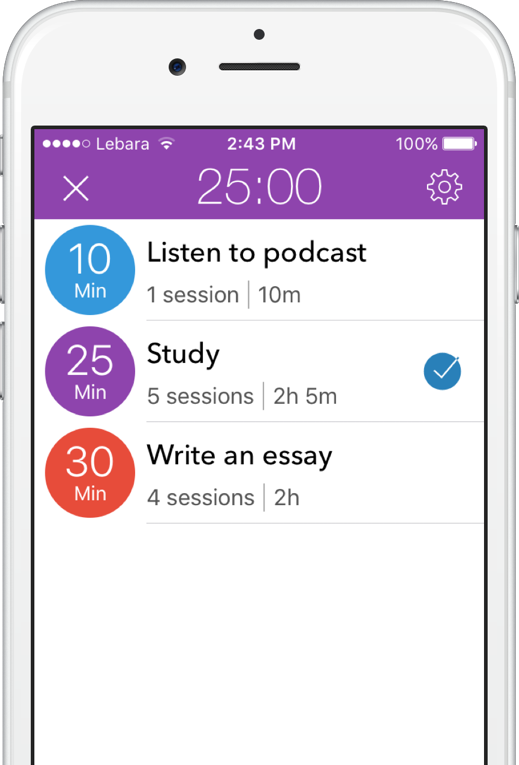 Lebara 2:43 PM 100%
25:00
10
Min
Listen to podcast
1 session | 10m
25
Min
Study
5 sessions | 2h 5m
30
Min
Write an essay
4 sessions | 2h